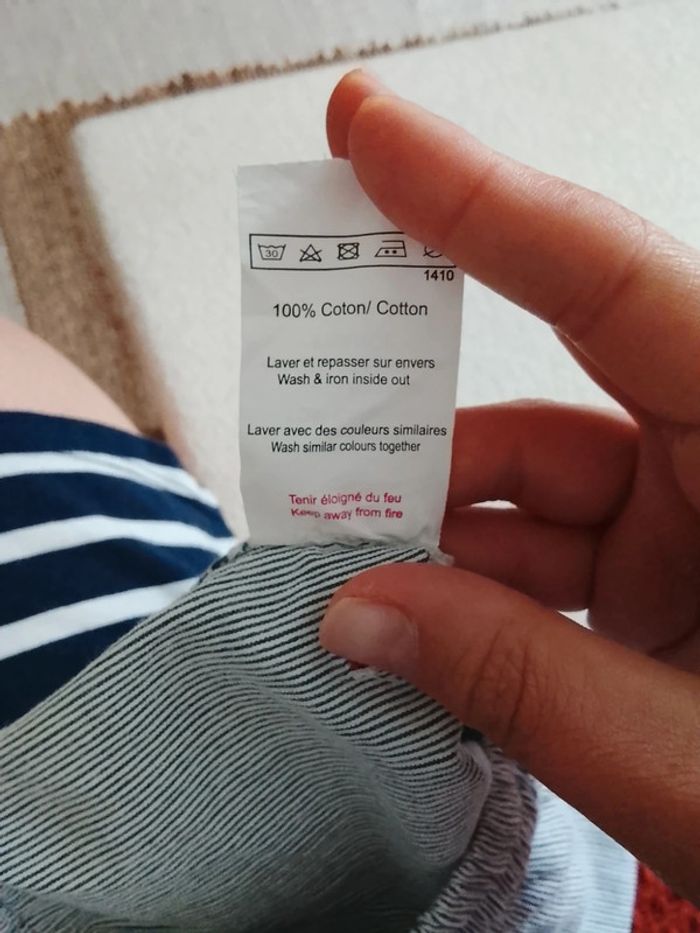 30
1410
100% Coton/ Cotton
Laver et repasser sur envers
Wash & iron inside out
Laver avec des couleurs similaires
Wash similar colours together
Tenir éloigné du feu
Keep away from fire